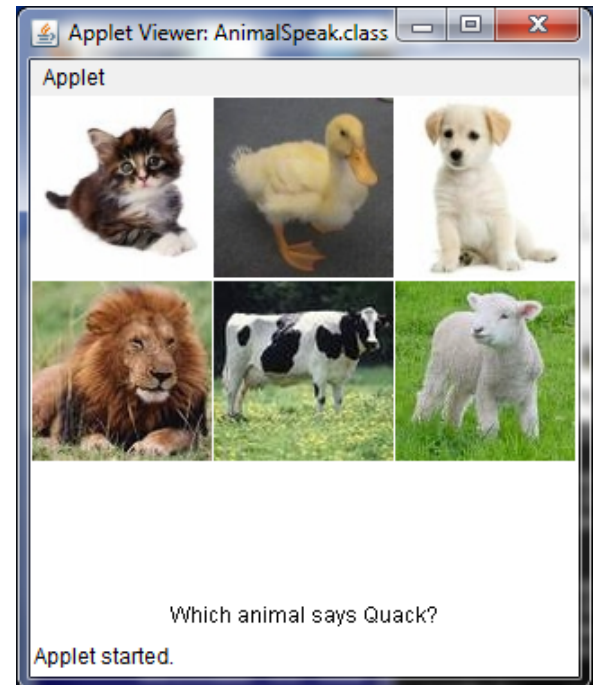 Applet Viewer: AnimalSpeak.class
Applet
Which animal says Quack?
Applet started.